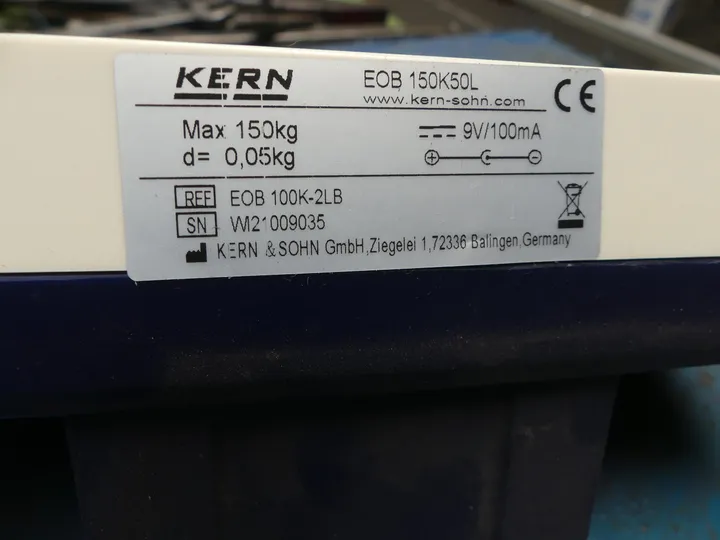 KERN
EOB 150K50L
www.kern-sohn.com
CE
Max 150kg
d= 0,05kg
9V/100mA
REF EOB 100K-2LB
SN WI21009035
KERN & SOHN GmbH,Ziegelei 1,72336 Balingen,Germany